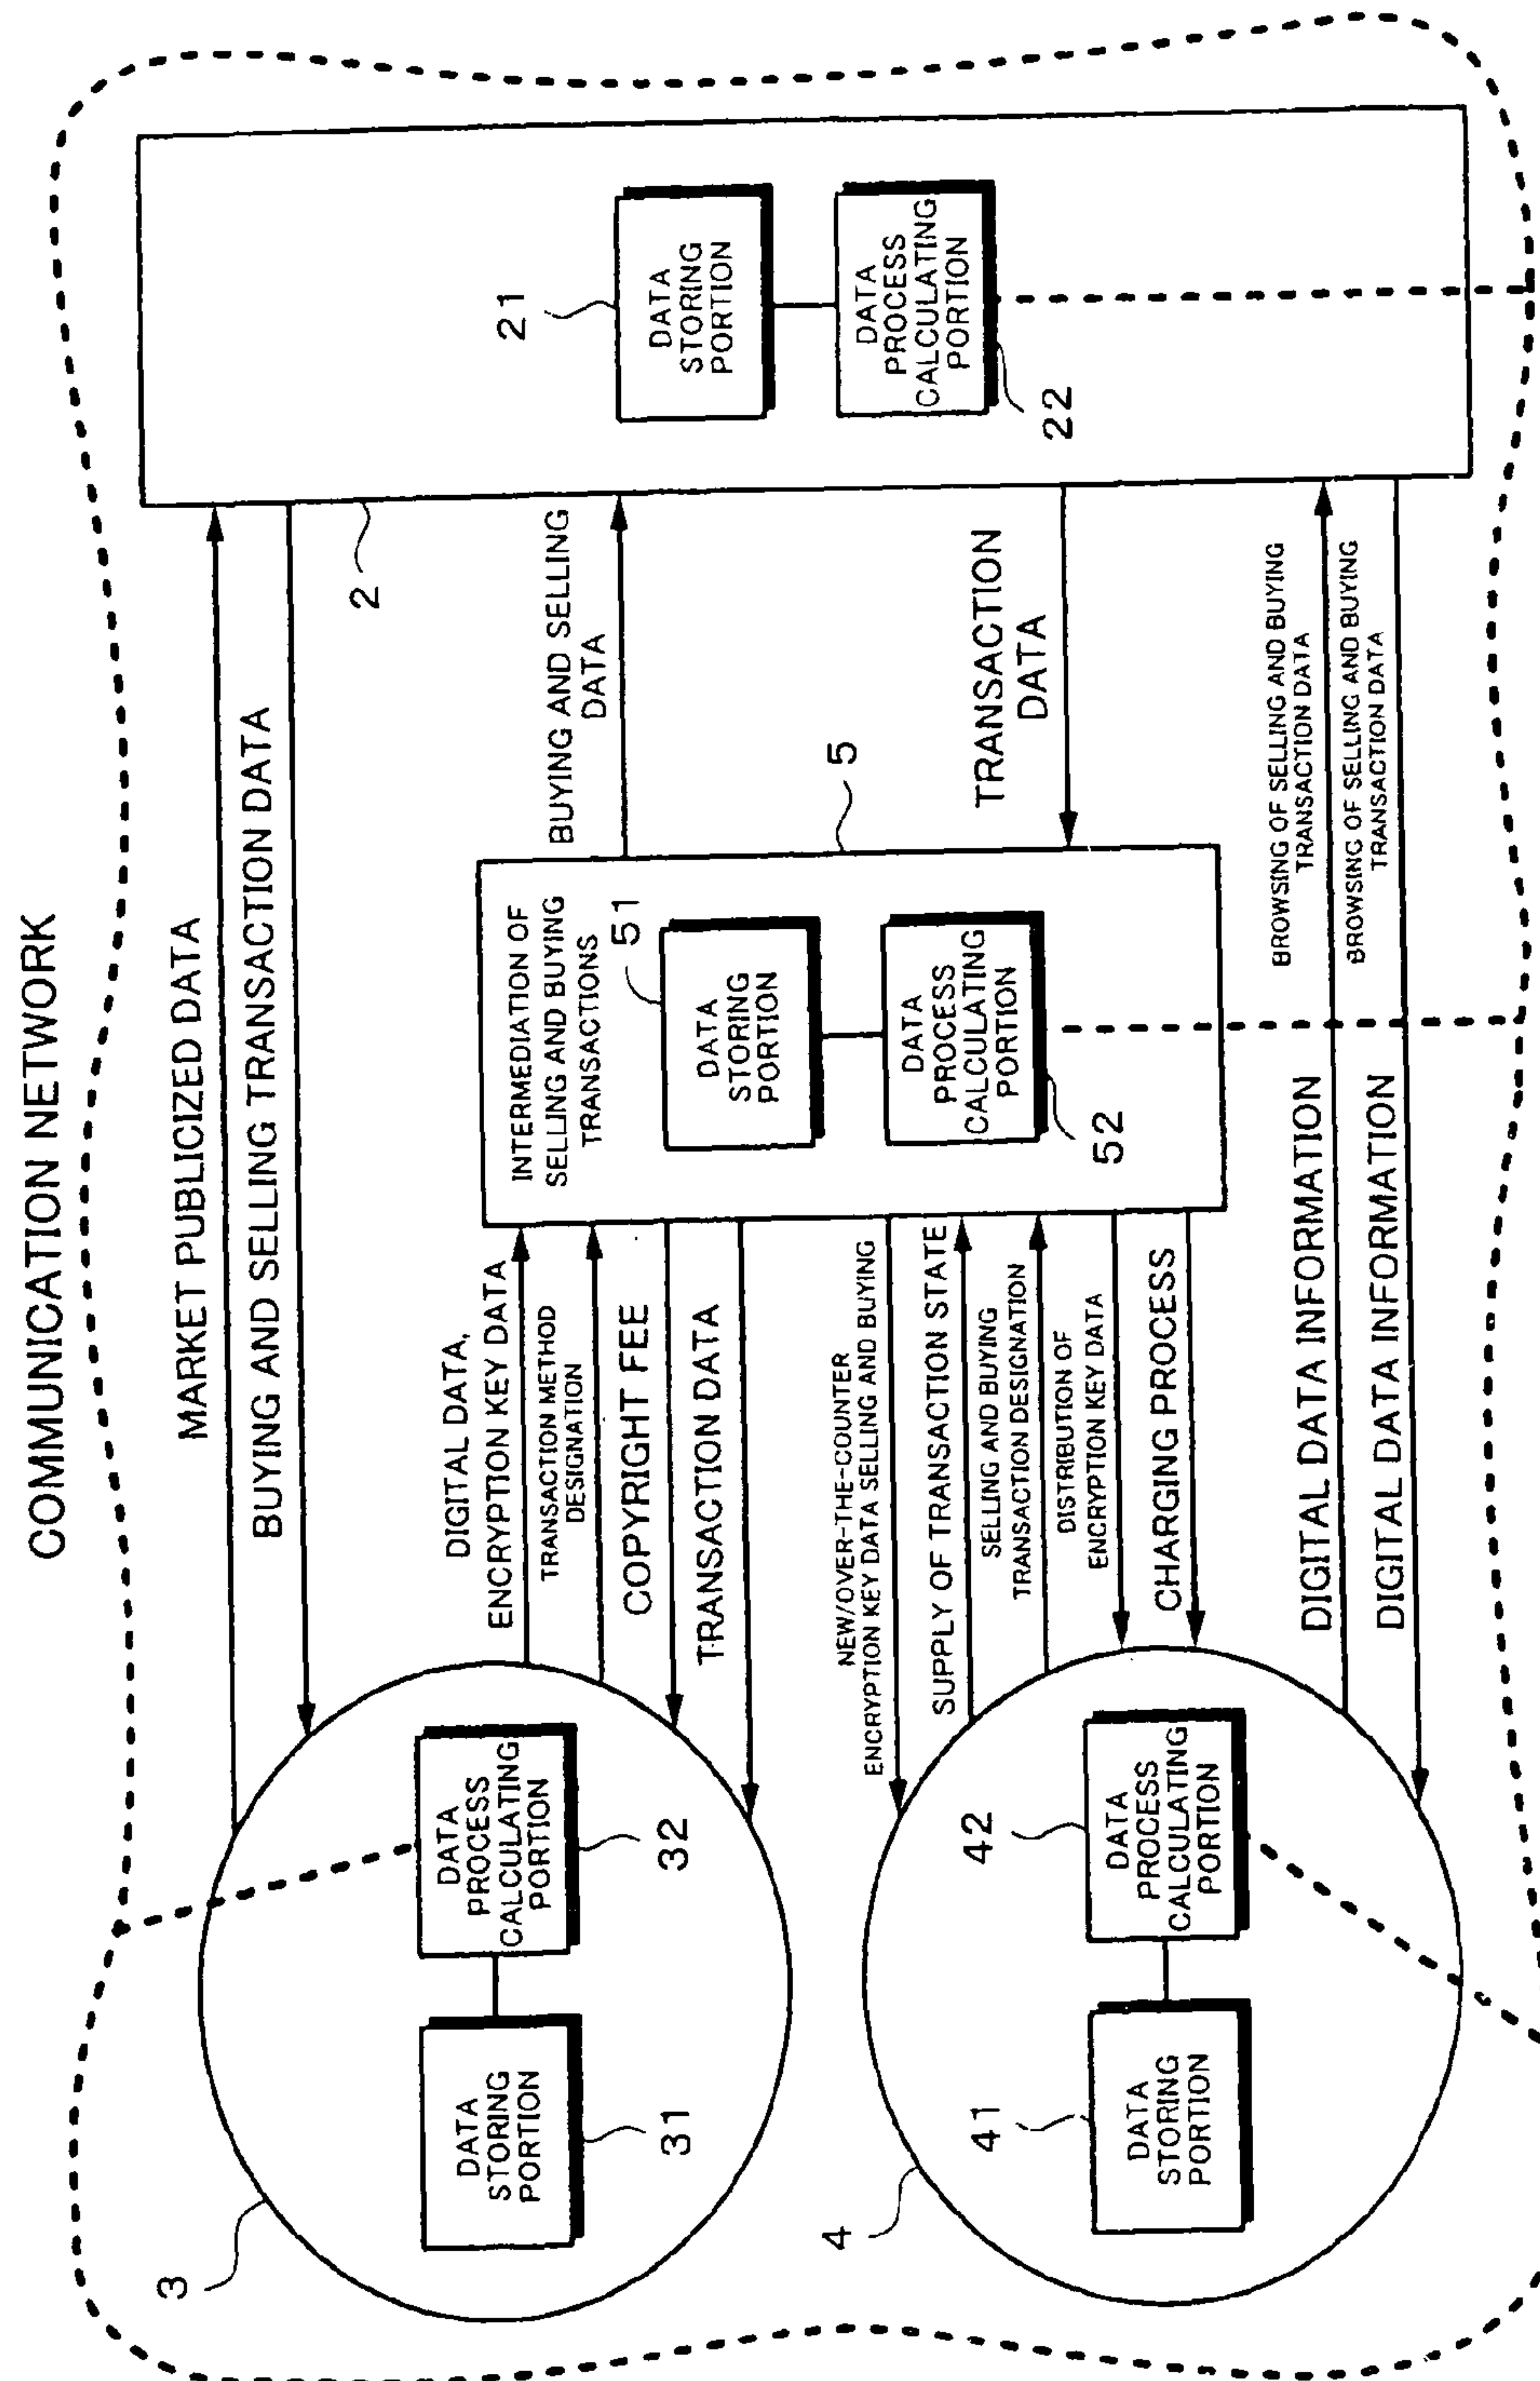 COMMUNICATION NETWORK
MARKET PUBLICIZED DATA
BUYING AND SELLING TRANSACTION DATA
3
DATA
STORING
PORTION
31
DATA
PROCESS
CALCULATING
PORTION
32
DIGITAL DATA,
ENCRYPTION KEY DATA
TRANSACTION METHOD
DESIGNATION
COPYRIGHT FEE
TRANSACTION DATA
INTERMEDIATION OF
SELLING AND BUYING
TRANSACTIONS
51
DATA
STORING
PORTION
DATA
PROCESS
CALCULATING
PORTION
52
5
BUYING AND SELLING
DATA
TRANSACTION
DATA
2
21
DATA
STORING
PORTION
DATA
PROCESS
CALCULATING
PORTION
22
4
41
DATA
STORING
PORTION
42
DATA
PROCESS
CALCULATING
PORTION
NEW/OVER-THE-COUNTER
ENCRYPTION KEY DATA SELLING AND BUYING
SUPPLY OF TRANSACTION STATE
SELLING AND BUYING
TRANSACTION DESIGNATION
DISTRIBUTION OF
ENCRYPTION KEY DATA
CHARGING PROCESS
DIGITAL DATA INFORMATION
BROWSING OF SELLING AND BUYING
TRANSACTION DATA
DIGITAL DATA INFORMATION
BROWSING OF SELLING AND BUYING
TRANSACTION DATA